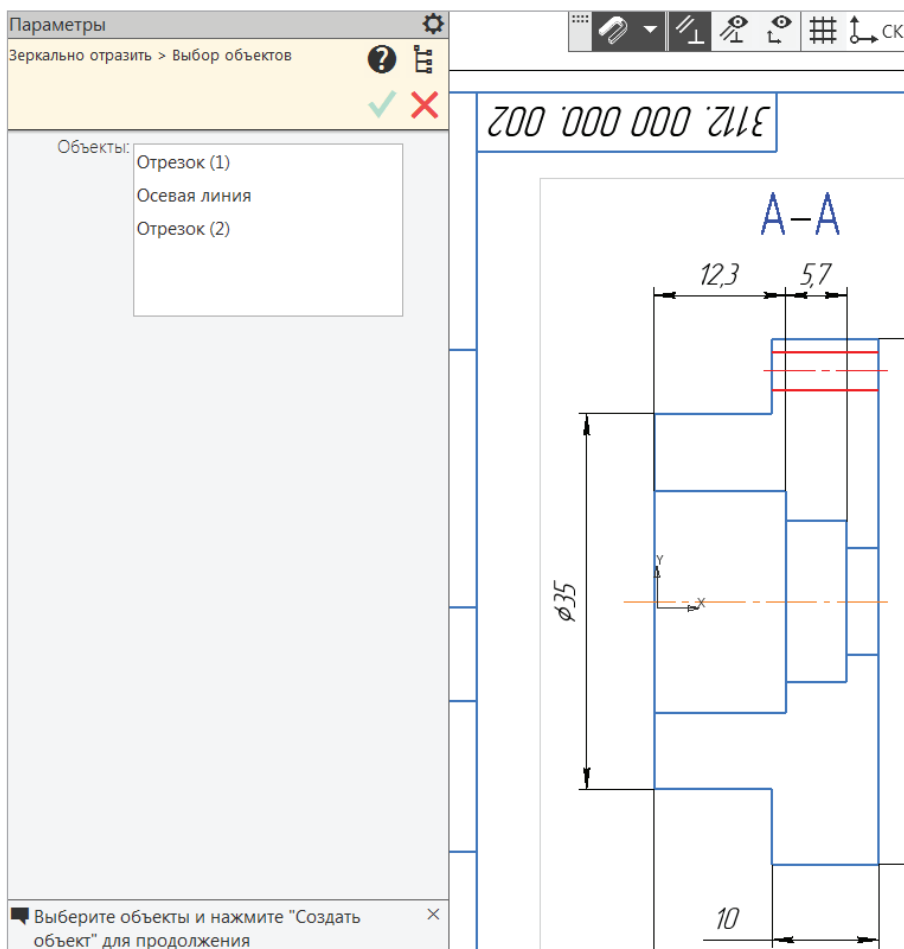 Параметры
Зеркально отразить > Выбор объектов
Объекты:
Отрезок (1)
Осевая линия
Отрезок (2)
Выберите объекты и нажмите "Создать
объект" для продолжения
СК
3112. 000 000. 002
А–А
12,3 5,7
Y
X
⌀35
10